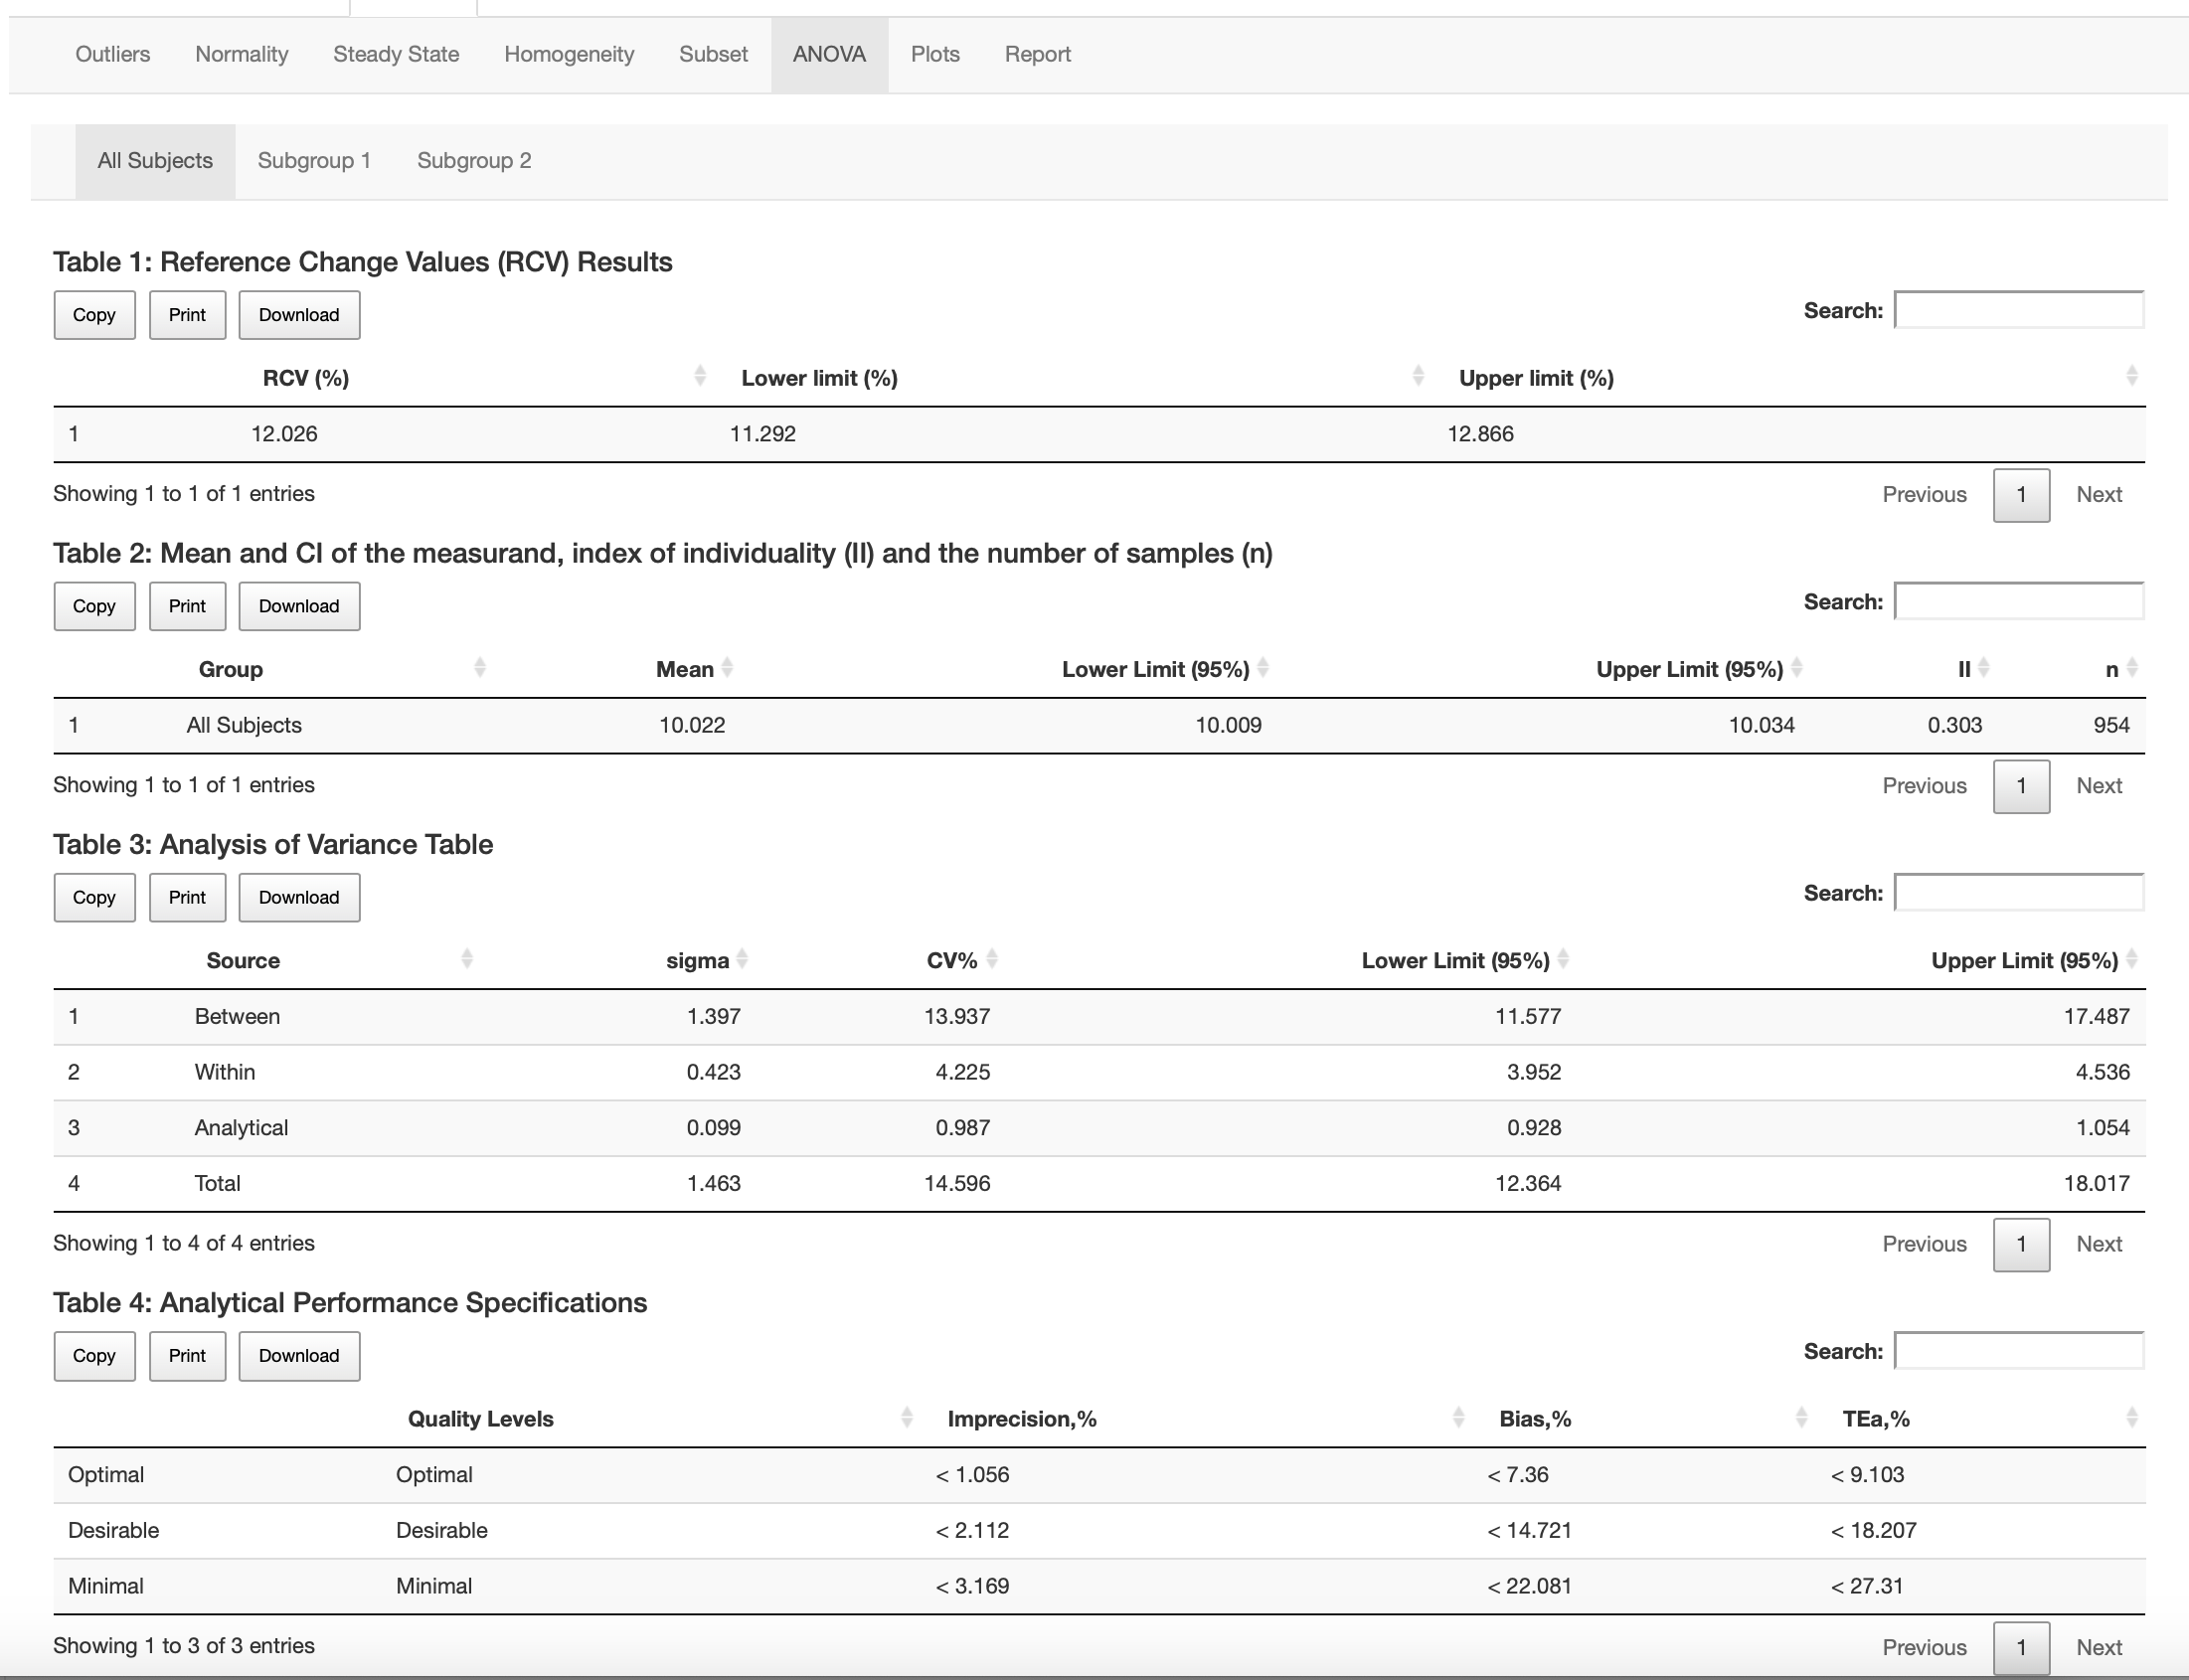 Outliers Normality Steady State Homogeneity Subset ANOVA Plots Report
All Subjects Subgroup 1 Subgroup 2
Table 1: Reference Change Values (RCV) Results
Copy Print Download Search:
RCV (%) Lower limit (%) Upper limit (%)
1 12.026 11.292 12.866
Showing 1 to 1 of 1 entries Previous 1 Next
Table 2: Mean and CI of the measurand, index of individuality (II) and the number of samples (n)
Copy Print Download Search:
Group Mean Lower Limit (95%) Upper Limit (95%) II n
1 All Subjects 10.022 10.009 10.034 0.303 954
Showing 1 to 1 of 1 entries Previous 1 Next
Table 3: Analysis of Variance Table
Copy Print Download Search:
Source sigma CV% Lower Limit (95%) Upper Limit (95%)
1 Between 1.397 13.937 11.577 17.487
2 Within 0.423 4.225 3.952 4.536
3 Analytical 0.099 0.987 0.928 1.054
4 Total 1.463 14.596 12.364 18.017
Showing 1 to 4 of 4 entries Previous 1 Next
Table 4: Analytical Performance Specifications
Copy Print Download Search:
Quality Levels Imprecision,% Bias,% TEa,%
Optimal Optimal < 1.056 < 7.36 < 9.103
Desirable Desirable < 2.112 < 14.721 < 18.207
Minimal Minimal < 3.169 < 22.081 < 27.31
Showing 1 to 3 of 3 entries Previous 1 Next